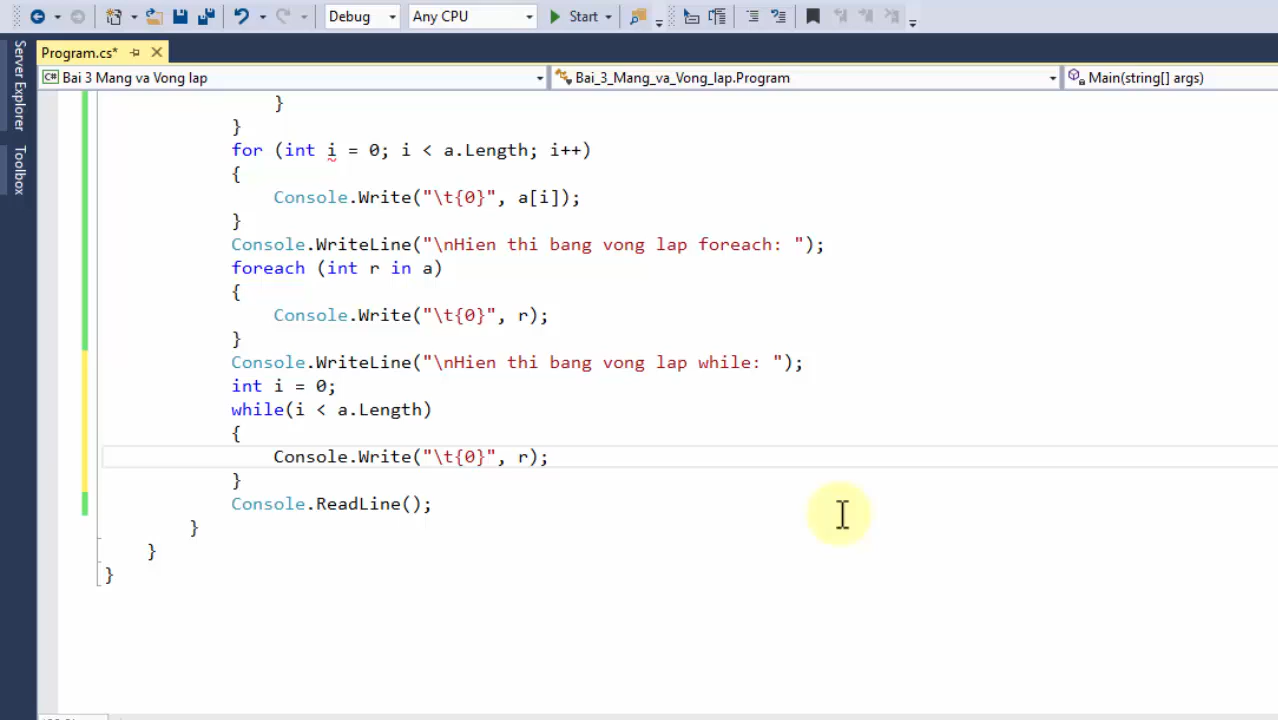 Debug Any CPU Start
Program.cs*
Bai 3 Mang va Vong lap Bai_3_Mang_va_Vong_lap.Program Main(string[] args)
Server Explorer
Toolbox
}
}
for (int i = 0; i < a.Length; i++)
{
Console.Write("\t{0}", a[i]);
}
Console.WriteLine("\nHien thi bang vong lap foreach: ");
foreach (int r in a)
{
Console.Write("\t{0}", r);
}
Console.WriteLine("\nHien thi bang vong lap while: ");
int i = 0;
while(i < a.Length)
{
Console.Write("\t{0}", r);
}
Console.ReadLine();
}
}
}